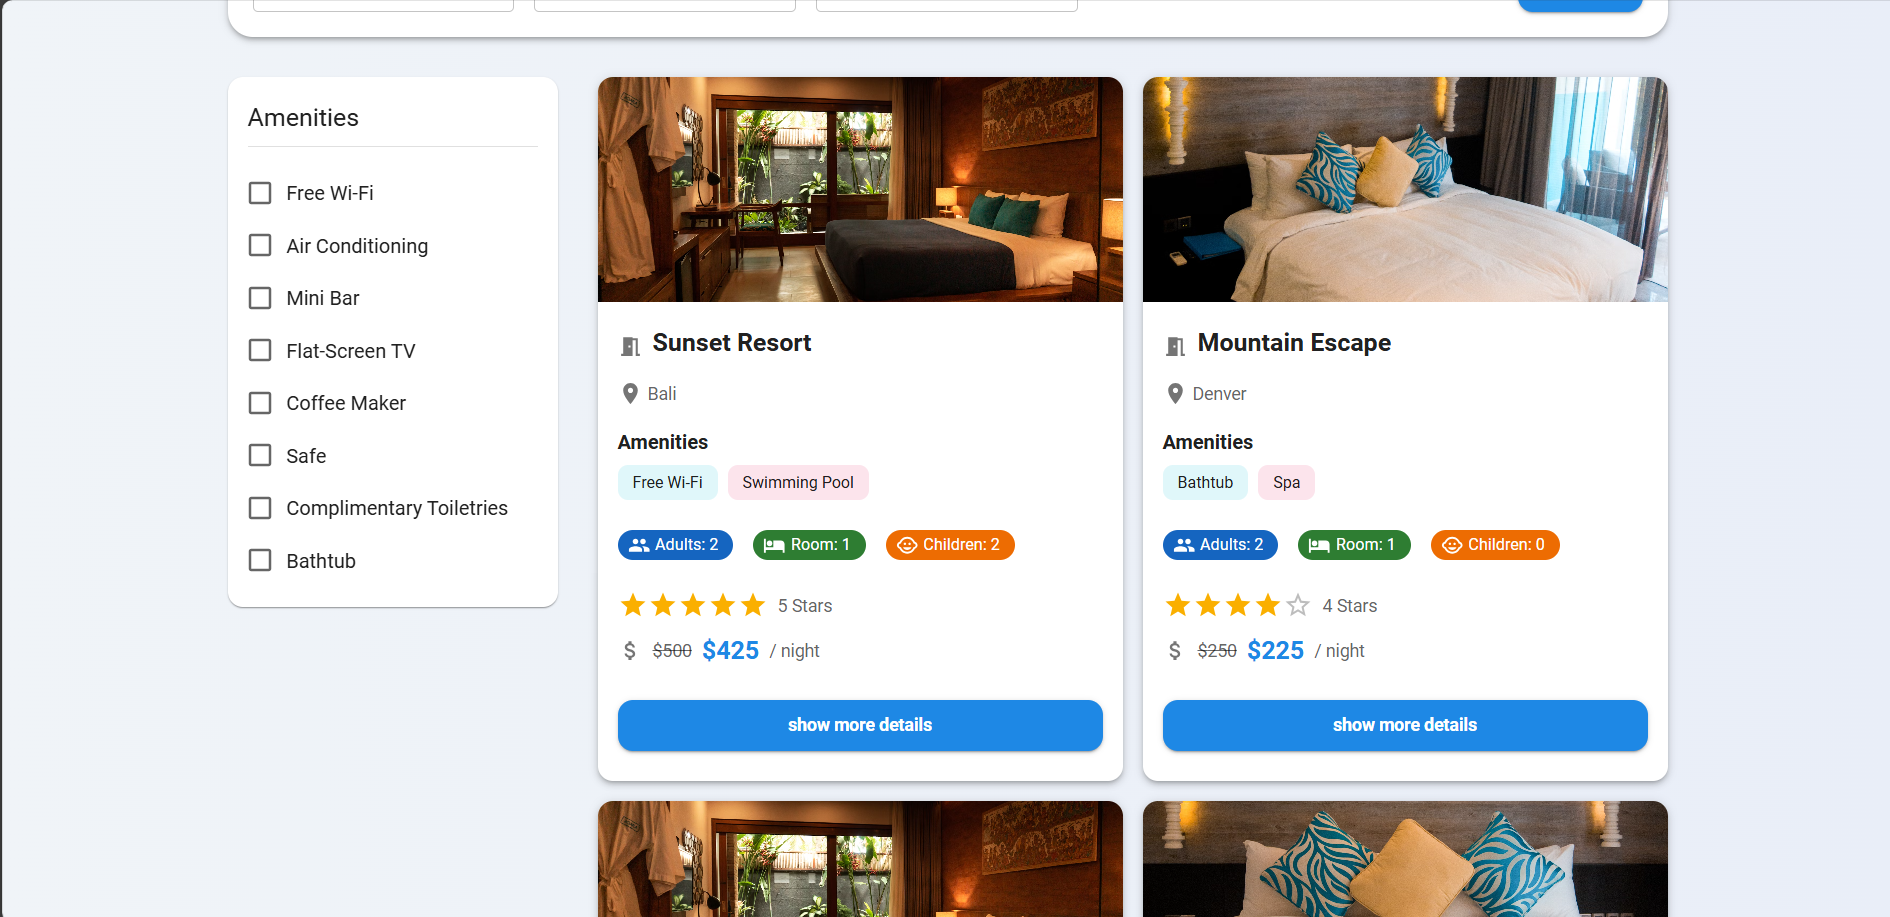 Amenities
Free Wi-Fi
Air Conditioning
Mini Bar
Flat-Screen TV
Coffee Maker
Safe
Complimentary Toiletries
Bathtub
Sunset Resort
Bali
Amenities
Free Wi-Fi Swimming Pool
Adults: 2 Room: 1 Children: 2
5 Stars
$ $500 $425 / night
show more details
Mountain Escape
Denver
Amenities
Bathtub Spa
Adults: 2 Room: 1 Children: 0
4 Stars
$ $250 $225 / night
show more details